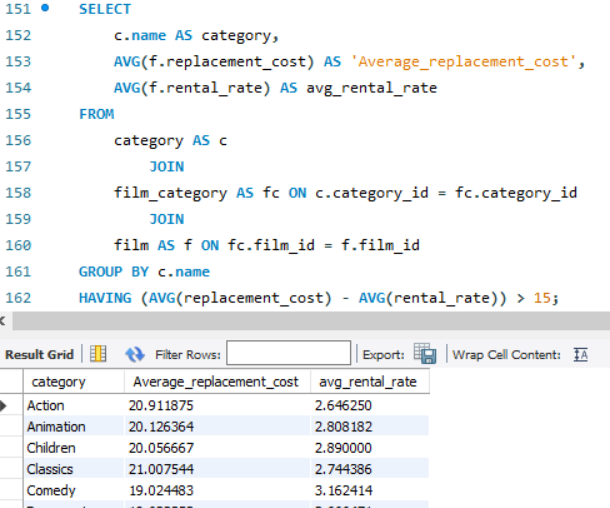 151 SELECT
152 c.name AS category,
153 AVG(f.replacement_cost) AS 'Average_replacement_cost',
154 AVG(f.rental_rate) AS avg_rental_rate
155 FROM
156 category AS c
157 JOIN
158 film_category AS fc ON c.category_id = fc.category_id
159 JOIN
160 film AS f ON fc.film_id = f.film_id
161 GROUP BY c.name
162 HAVING (AVG(replacement_cost) - AVG(rental_rate)) > 15;
Result Grid Filter Rows: Export: Wrap Cell Content:
category Average_replacement_cost avg_rental_rate
Action 20.911875 2.646250
Animation 20.126364 2.808182
Children 20.056667 2.890000
Classics 21.007544 2.744386
Comedy 19.024483 3.162414